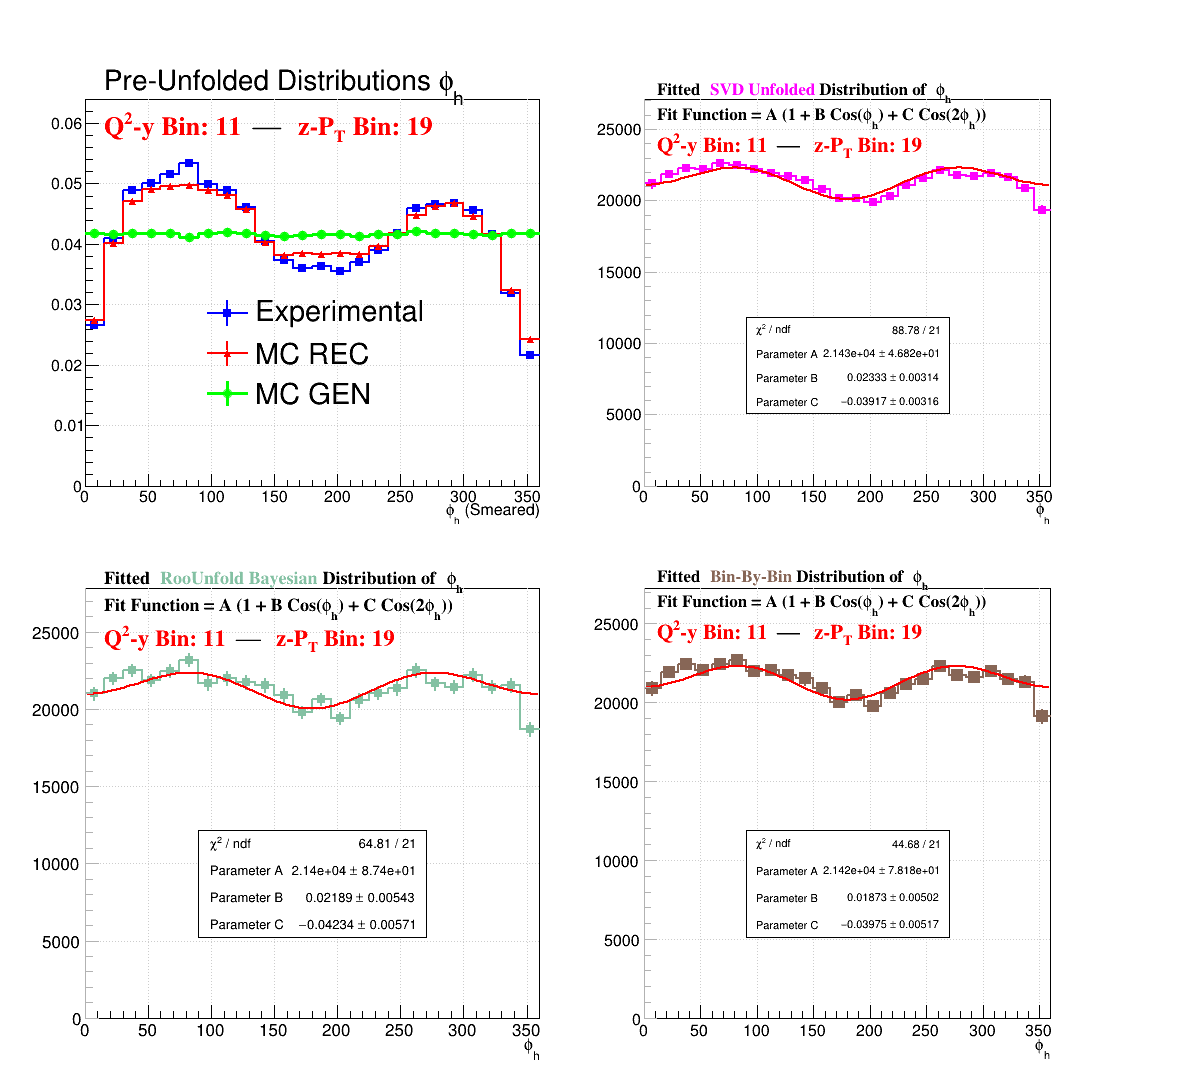 Pre-Unfolded Distributions ϕh
Q²-y Bin: 11 — z-PT Bin: 19
0.06
0.05
0.04
0.03
0.02
0.01
0
Experimental
MC REC
MC GEN
0 50 100 150 200 250 300 350
ϕh (Smeared)
Fitted SVD Unfolded Distribution of ϕh
Fit Function = A (1 + B Cos(ϕh) + C Cos(2ϕh))
Q²-y Bin: 11 — z-PT Bin: 19
25000
20000
15000
10000
5000
0
χ² / ndf 88.78 / 21
Parameter A 2.143e+04 ± 4.682e+01
Parameter B 0.02333 ± 0.00314
Parameter C −0.03917 ± 0.00316
0 50 100 150 200 250 300 350
ϕh
Fitted RooUnfold Bayesian Distribution of ϕh
Fit Function = A (1 + B Cos(ϕh) + C Cos(2ϕh))
Q²-y Bin: 11 — z-PT Bin: 19
25000
20000
15000
10000
5000
0
χ² / ndf 64.81 / 21
Parameter A 2.14e+04 ± 8.74e+01
Parameter B 0.02189 ± 0.00543
Parameter C −0.04234 ± 0.00571
0 50 100 150 200 250 300 350
ϕh
Fitted Bin-By-Bin Distribution of ϕh
Fit Function = A (1 + B Cos(ϕh) + C Cos(2ϕh))
Q²-y Bin: 11 — z-PT Bin: 19
25000
20000
15000
10000
5000
0
χ² / ndf 44.68 / 21
Parameter A 2.142e+04 ± 7.818e+01
Parameter B 0.01873 ± 0.00502
Parameter C −0.03975 ± 0.00517
0 50 100 150 200 250 300 350
ϕh